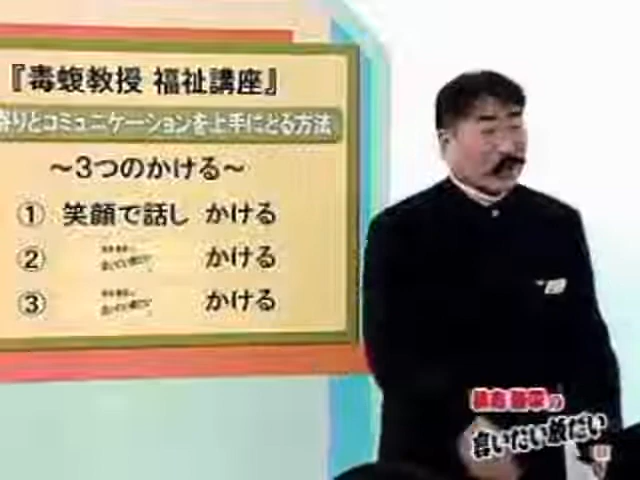 『毒蝮教授 福祉講座』
寄りとコミュニケーションを上手にとる方法
～3つのかける～
① 笑顔で話し かける
② かける
③ かける
言いたい放だい